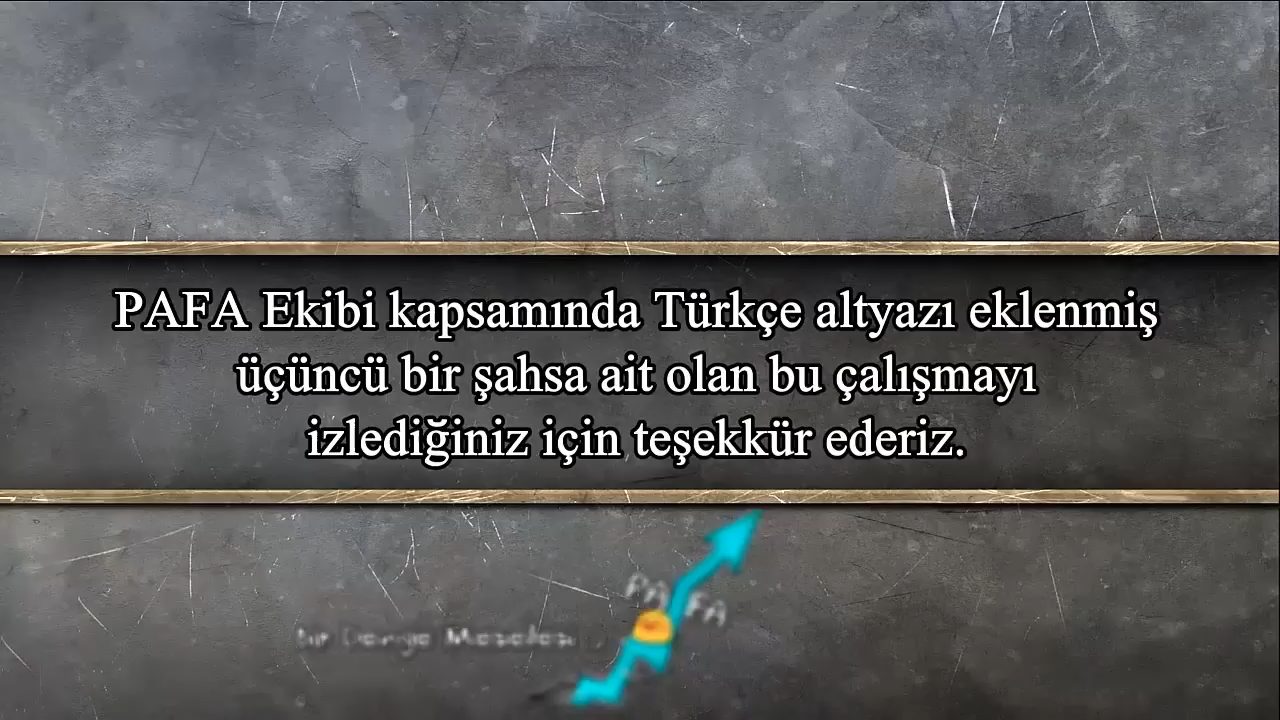 PAFA Ekibi kapsamında Türkçe altyazı eklenmiş
üçüncü bir şahsa ait olan bu çalışmayı
izlediğiniz için teşekkür ederiz.
PAFA